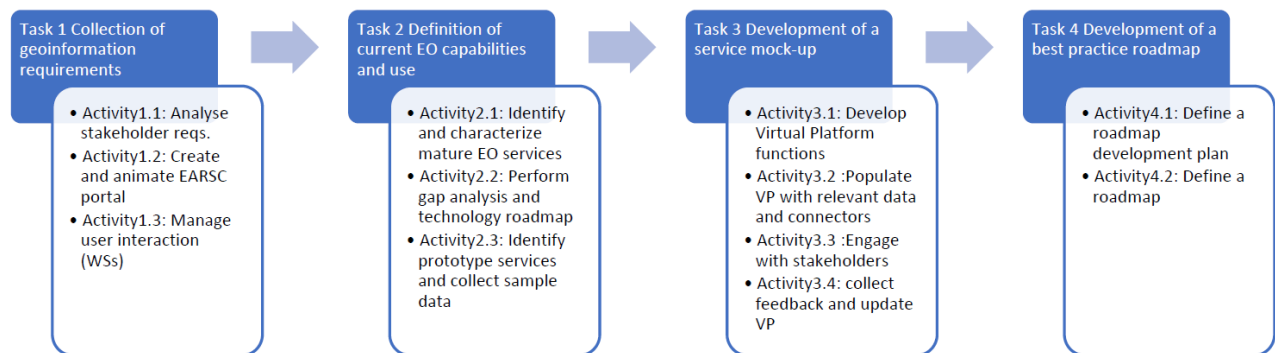 Task 1 Collection of
geoinformation
requirements
• Activity1.1: Analyse
stakeholder reqs.
• Activity1.2: Create
and animate EARSC
portal
• Activity1.3: Manage
user interaction
(WSs)
Task 2 Definition of
current EO capabilities
and use
• Activity2.1: Identify
and characterize
mature EO services
• Activity2.2: Perform
gap analysis and
technology roadmap
• Activity2.3: Identify
prototype services
and collect sample
data
Task 3 Development of a
service mock-up
• Activity3.1: Develop
Virtual Platform
functions
• Activity3.2 :Populate
VP with relevant data
and connectors
• Activity3.3 :Engage
with stakeholders
• Activity3.4: collect
feedback and update
VP
Task 4 Development of a
best practice roadmap
• Activity4.1: Define a
roadmap
development plan
• Activity4.2: Define a
roadmap